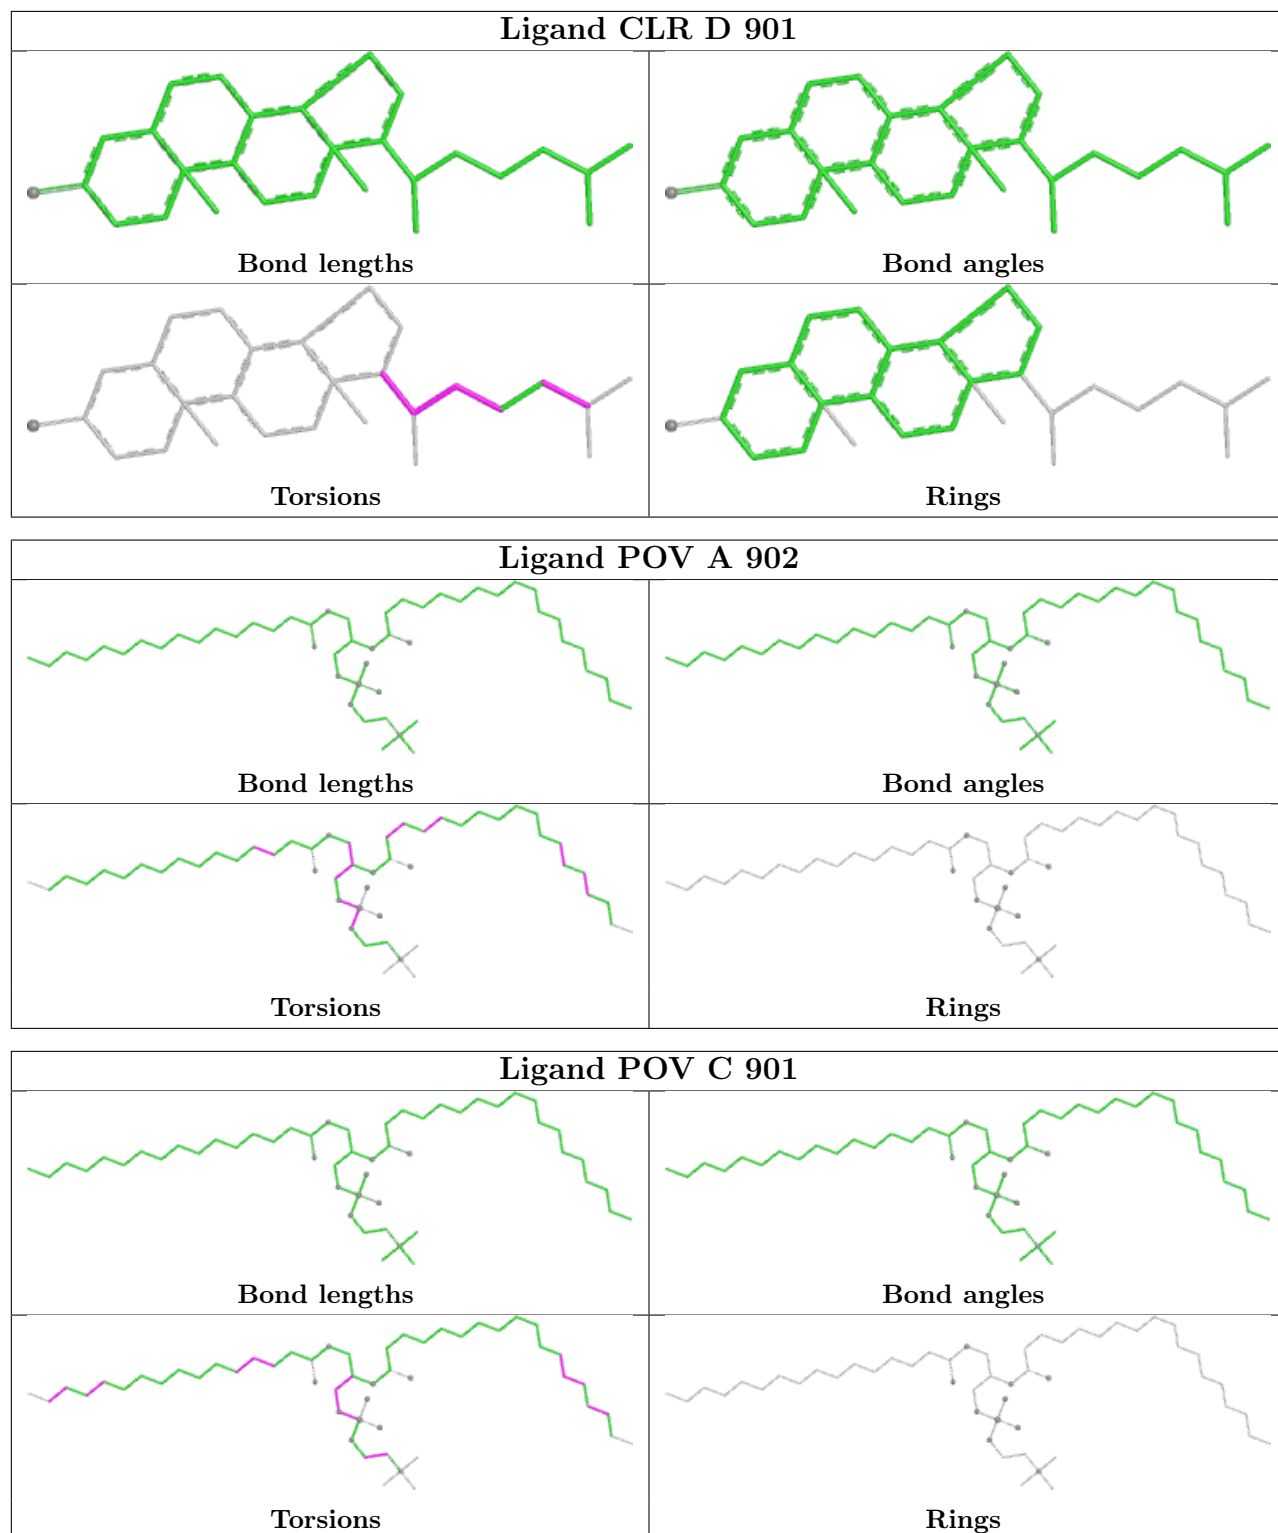 Ligand CLR D 901
Bond lengths
Bond angles
Torsions
Rings
Ligand POV A 902
Bond lengths
Bond angles
Torsions
Rings
Ligand POV C 901
Bond lengths
Bond angles
Torsions
Rings